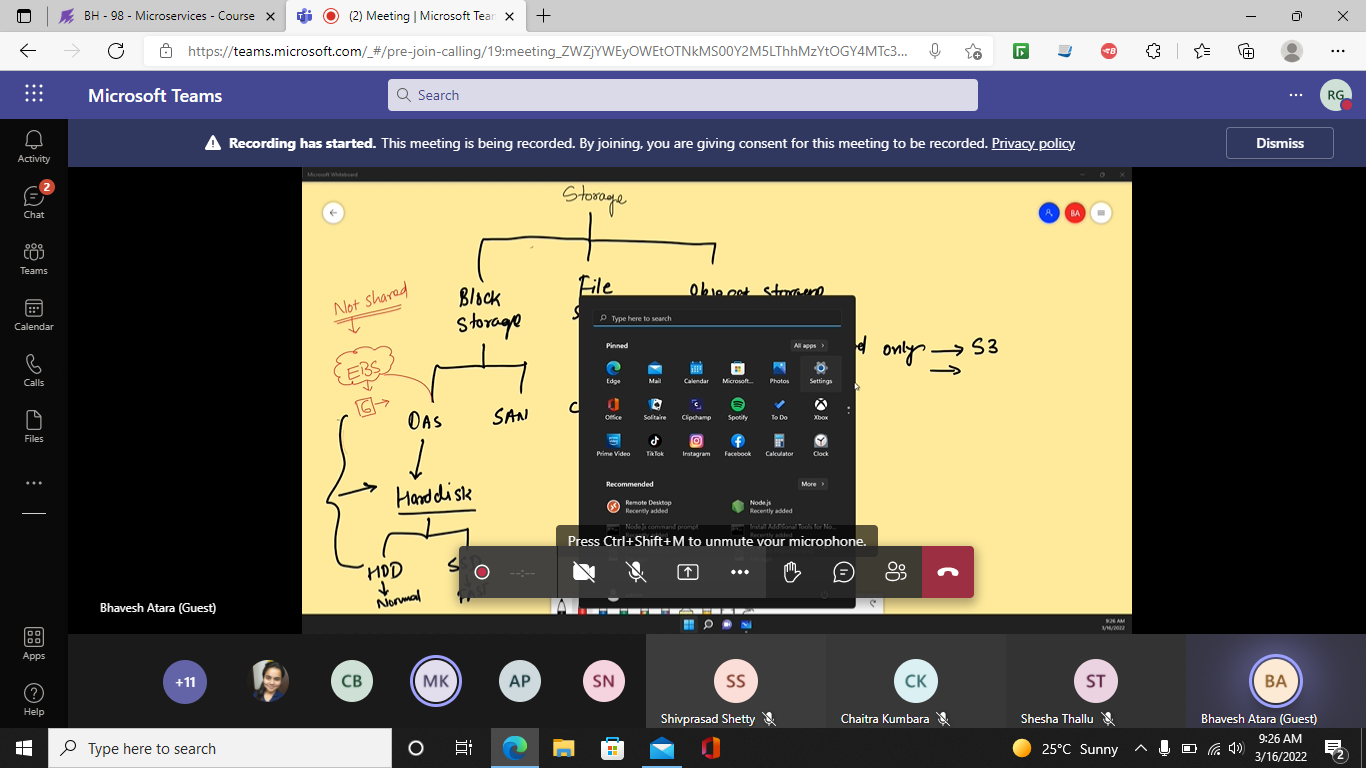 BH - 98 - Microservices - Course
(2) Meeting | Microsoft Tea
https://teams.microsoft.com/_#/pre-join-calling/19:meeting_ZWZjYWEyOWEtOTNkMS00Y2M5LThhMzYtOGY4MTc3...
Microsoft Teams
Search
RG
Recording has started. This meeting is being recorded. By joining, you are giving consent for this meeting to be recorded. Privacy policy
Dismiss
Activity
2
Chat
Teams
Calendar
Calls
Files
Apps
Help
Microsoft Whiteboard
BA
Storage
Block
Storage
File
Object storage
Not shared
EBS
G
DAS
SAN
only → S3
Harddisk
HDD
Normal
Type here to search
Pinned
All apps >
Edge
Mail
Calendar
Microsoft...
Photos
Settings
Office
Solitaire
Clipchamp
Spotify
To Do
Xbox
Prime Video
TikTok
Instagram
Facebook
Calculator
Clock
Recommended
More >
Remote Desktop
Recently added
Node.js
Recently added
Node.js command prompt
Install Additional Tools for No...
Press Ctrl+Shift+M to unmute your microphone.
--:--
9:26 AM
3/16/2022
Bhavesh Atara (Guest)
+11
CB
MK
AP
SN
SS
Shivprasad Shetty
CK
Chaitra Kumbara
ST
Shesha Thallu
BA
Bhavesh Atara (Guest)
Type here to search
25°C Sunny
9:26 AM
3/16/2022
2